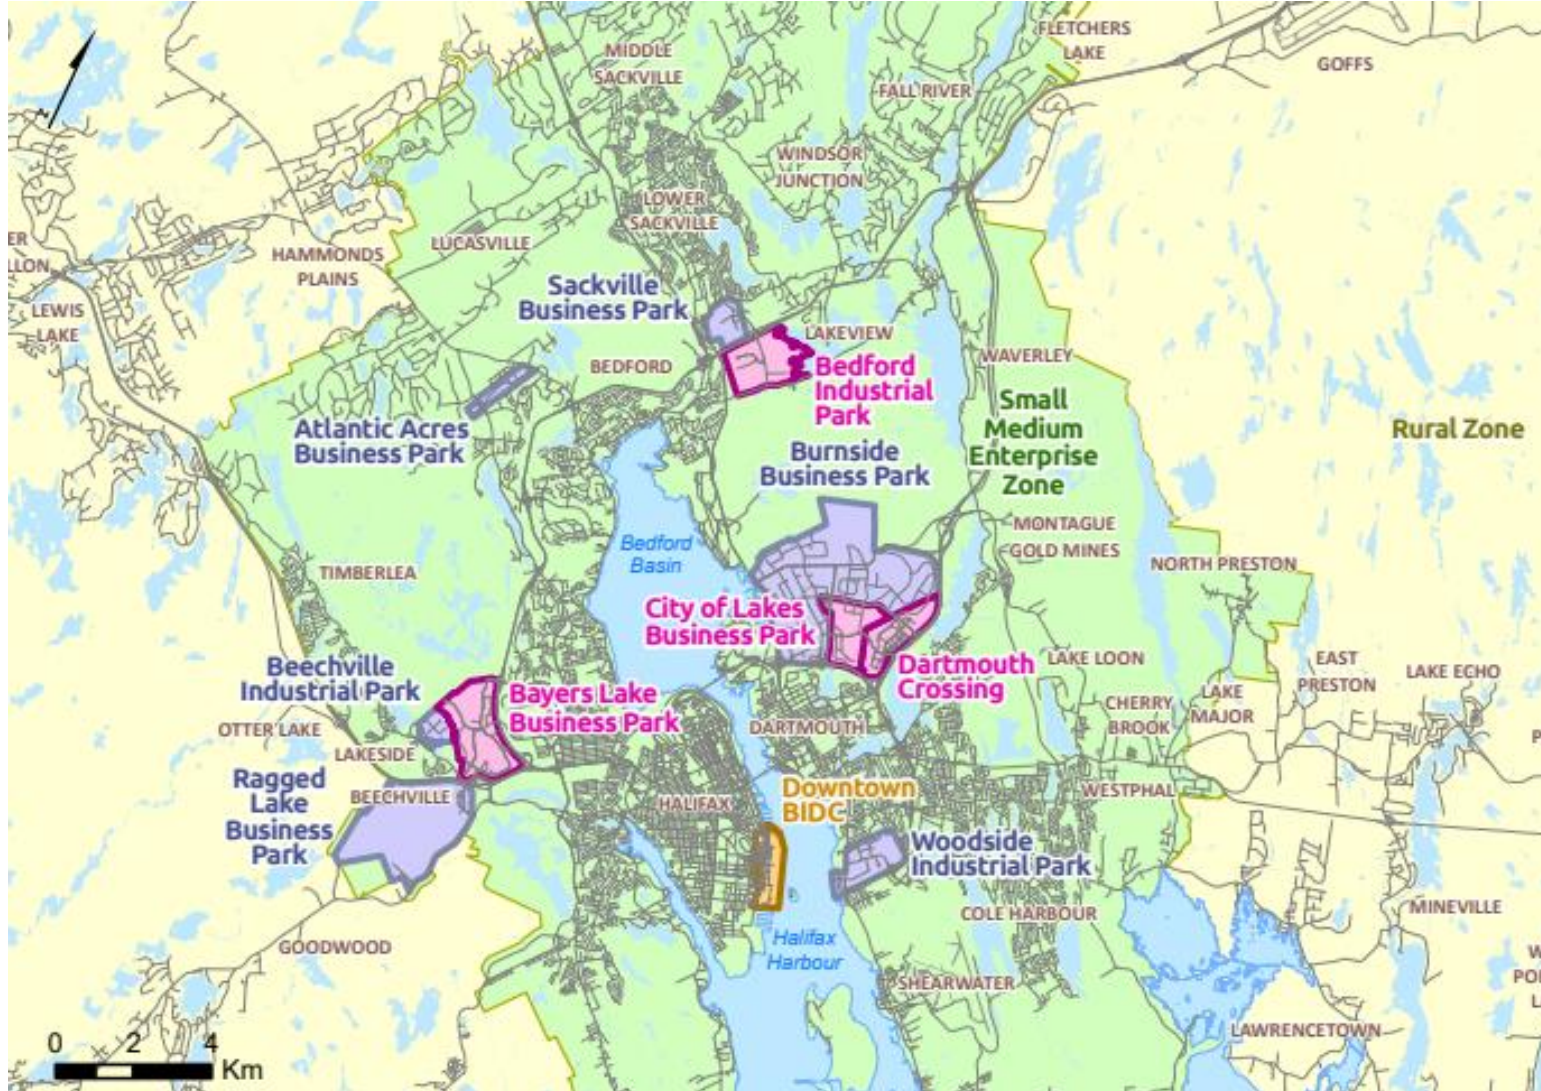 MIDDLE
SACKVILLE
FLETCHERS
LAKE
GOFFS
FALL RIVER
WINDSOR
JUNCTION
LOWER
SACKVILLE
LUCASVILLE
HAMMONDS
PLAINS
ER
LLON
LEWIS
LAKE
Sackville
Business Park
BEDFORD
LAKEVIEW
Bedford
Industrial
Park
WAVERLEY
Small
Medium
Enterprise
Zone
Rural Zone
Atlantic Acres
Business Park
Burnside
Business Park
MONTAGUE
GOLD MINES
NORTH PRESTON
Bedford
Basin
TIMBERLEA
City of Lakes
Business Park
Dartmouth
Crossing
LAKE LOON
EAST
PRESTON
LAKE ECHO
Beechville
Industrial Park
Bayers Lake
Business Park
CHERRY
BROOK
LAKE
MAJOR
OTTER LAKE
LAKESIDE
DARTMOUTH
P
Ragged
Lake
Business
Park
BEECHVILLE
HALIFAX
Downtown
BIDC
WESTPHAL
Woodside
Industrial Park
COLE HARBOUR
MINEVILLE
GOODWOOD
Halifax
Harbour
SHEARWATER
W
PO
L
LAWRENCETOWN
0 2 4
Km